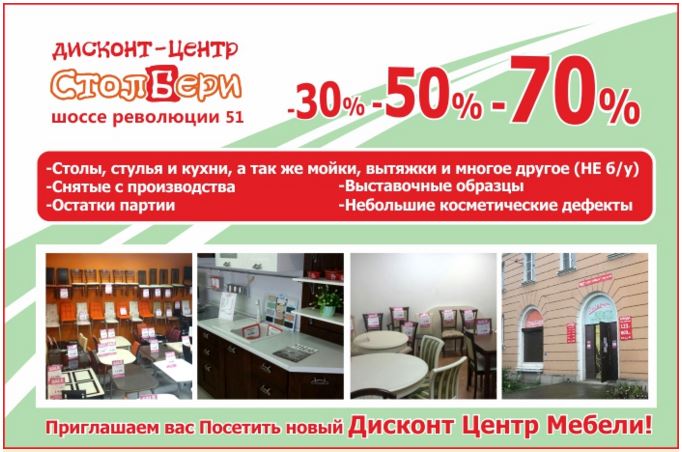 дисконт-центр
СтолБери
шоссе революции 51
-30% -50% -70%
-Столы, стулья и кухни, а так же мойки, вытяжки и многое другое (НЕ б/у)
-Снятые с производства
-Выставочные образцы
-Остатки партии
-Небольшие косметические дефекты
Приглашаем вас Посетить новый Дисконт Центр Мебели!